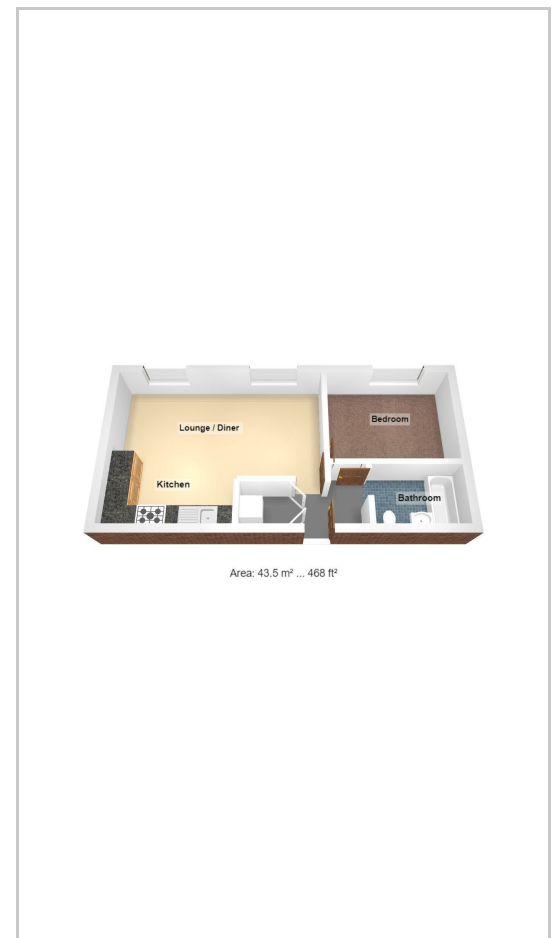 Lounge / Diner
Bedroom
Kitchen
Bathroom
Area: 43.5 m² ... 468 ft²